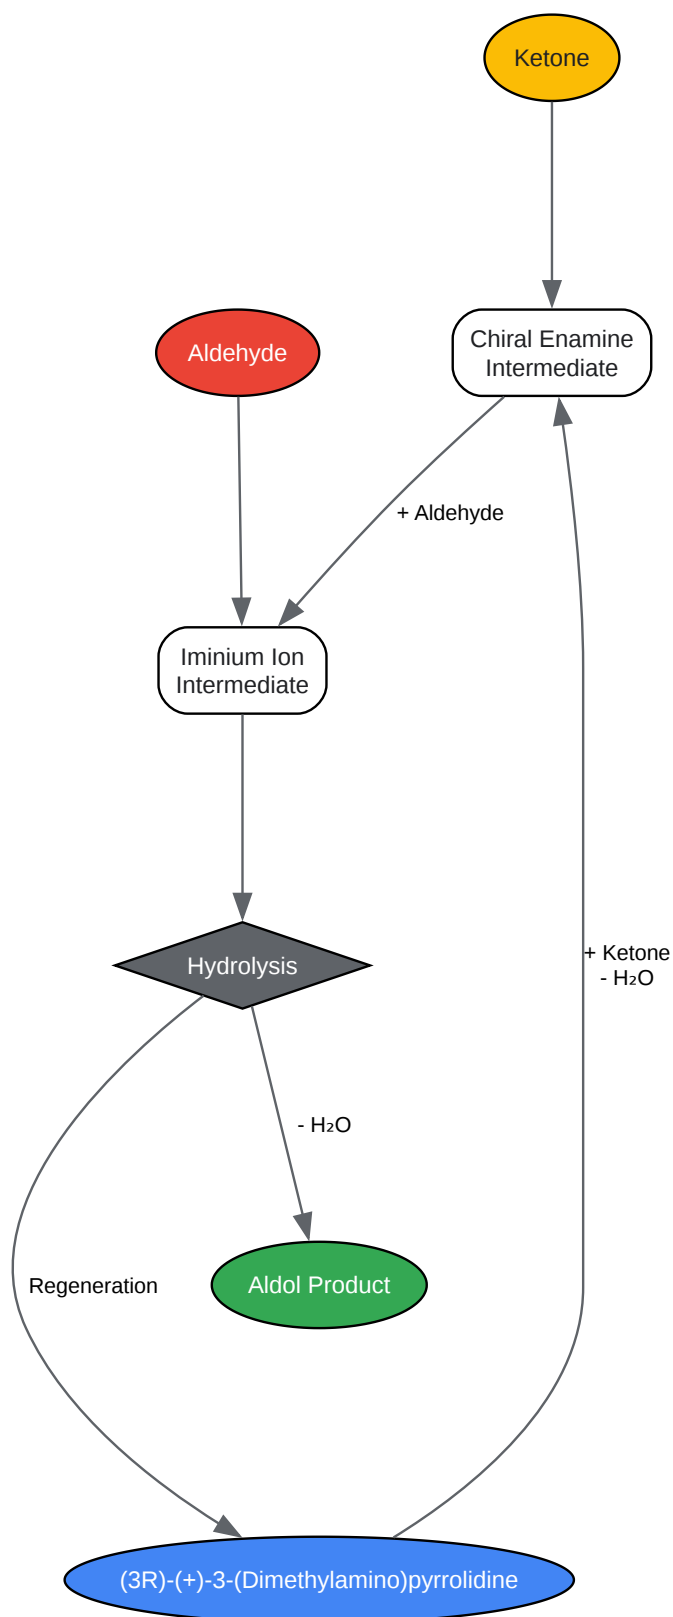 Ketone
Aldehyde
Chiral Enamine
Intermediate
+ Aldehyde
Iminium Ion
Intermediate
Hydrolysis
+ Ketone
- H₂O
- H₂O
Regeneration
Aldol Product
(3R)-(+)-3-(Dimethylamino)pyrrolidine